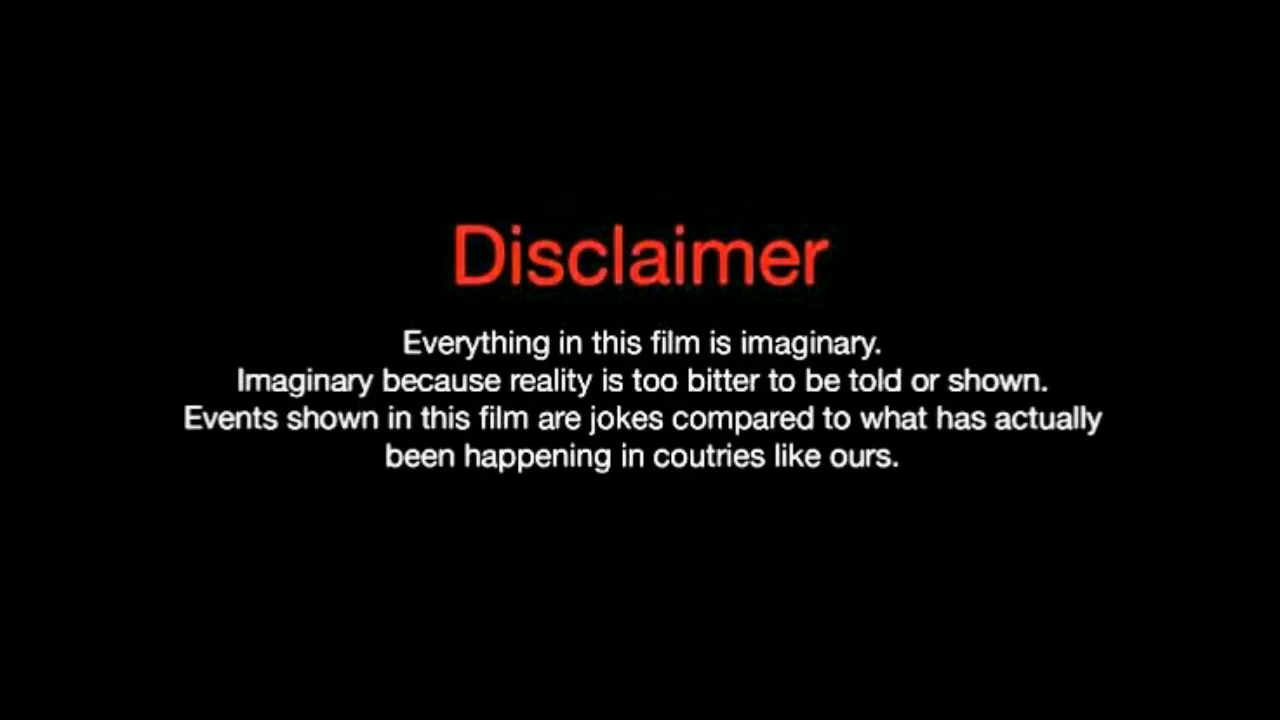 Disclaimer
Everything in this film is imaginary.
Imaginary because reality is too bitter to be told or shown.
Events shown in this film are jokes compared to what has actually
been happening in coutries like ours.